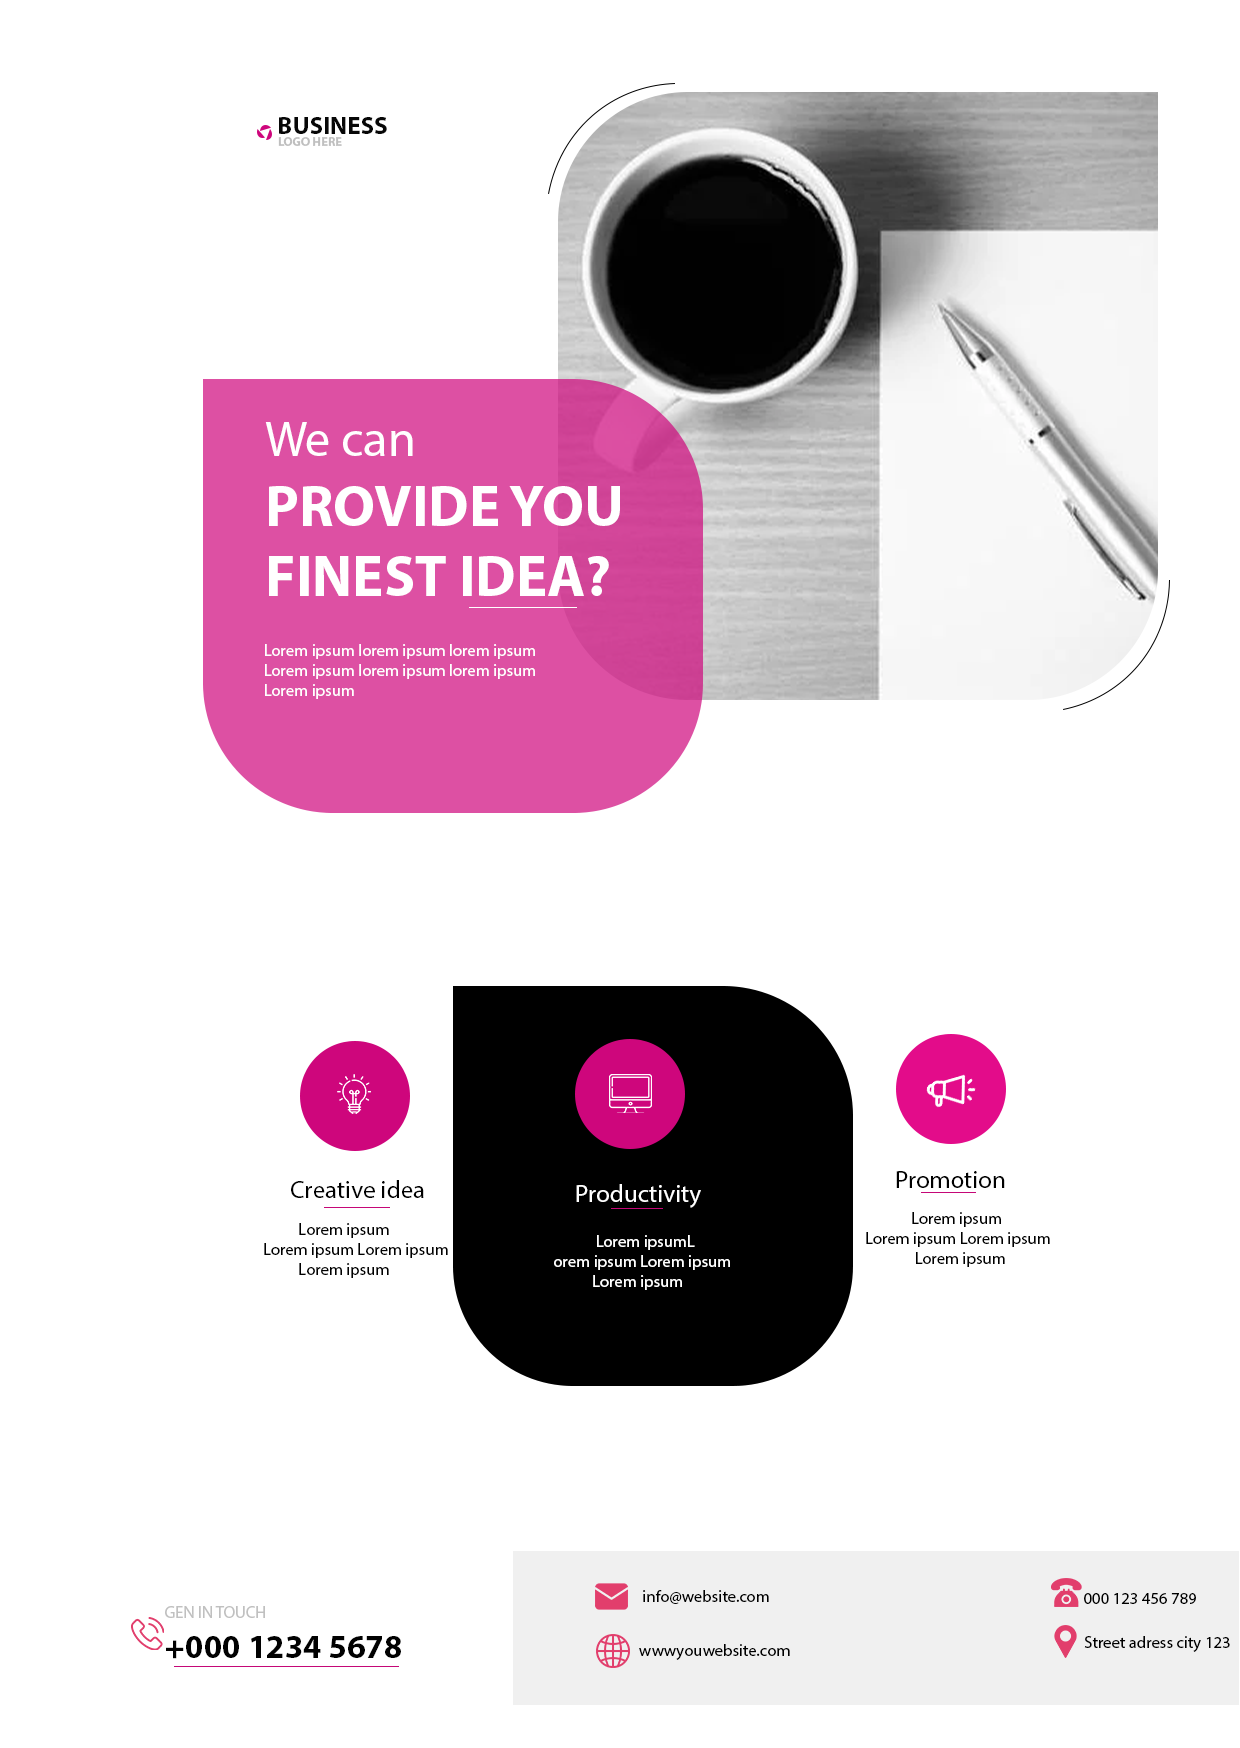 BUSINESS
LOGO HERE
We can
PROVIDE YOU
FINEST IDEA?
Lorem ipsum lorem ipsum lorem ipsum
Lorem ipsum lorem ipsum lorem ipsum
Lorem ipsum
Creative idea
Lorem ipsum
Lorem ipsum Lorem ipsum
Lorem ipsum
Productivity
Lorem ipsumL
orem ipsum Lorem ipsum
Lorem ipsum
Promotion
Lorem ipsum
Lorem ipsum Lorem ipsum
Lorem ipsum
GEN IN TOUCH
+000 1234 5678
info@website.com
wwwyouwebsite.com
000 123 456 789
Street adress city 123